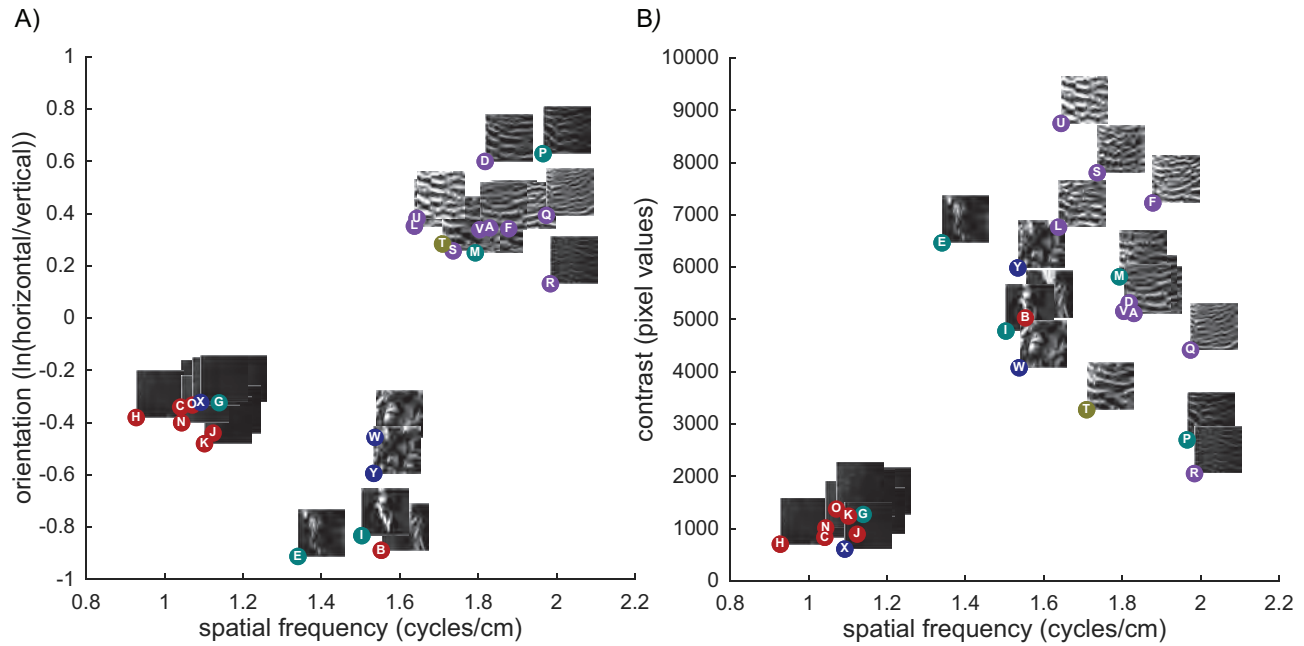 A)
orientation (ln(horizontal/vertical))
1
0.8
0.6
0.4
0.2
0
-0.2
-0.4
-0.6
-0.8
-1
D
P
U
L
T
S
V
A
M
F
Q
R
H
C
O
X
G
N
J
K
W
Y
I
B
E
0.8
1
1.2
1.4
1.6
1.8
2
2.2
spatial frequency (cycles/cm)
B)
contrast (pixel values)
10000
9000
8000
7000
6000
5000
4000
3000
2000
1000
0
U
S
F
L
E
Y
M
B
I
D
V
A
W
Q
T
P
R
O
K
G
N
C
J
H
X
0.8
1
1.2
1.4
1.6
1.8
2
2.2
spatial frequency (cycles/cm)